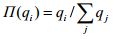 Π(qᵢ) = qᵢ / ∑ⱼ qⱼ